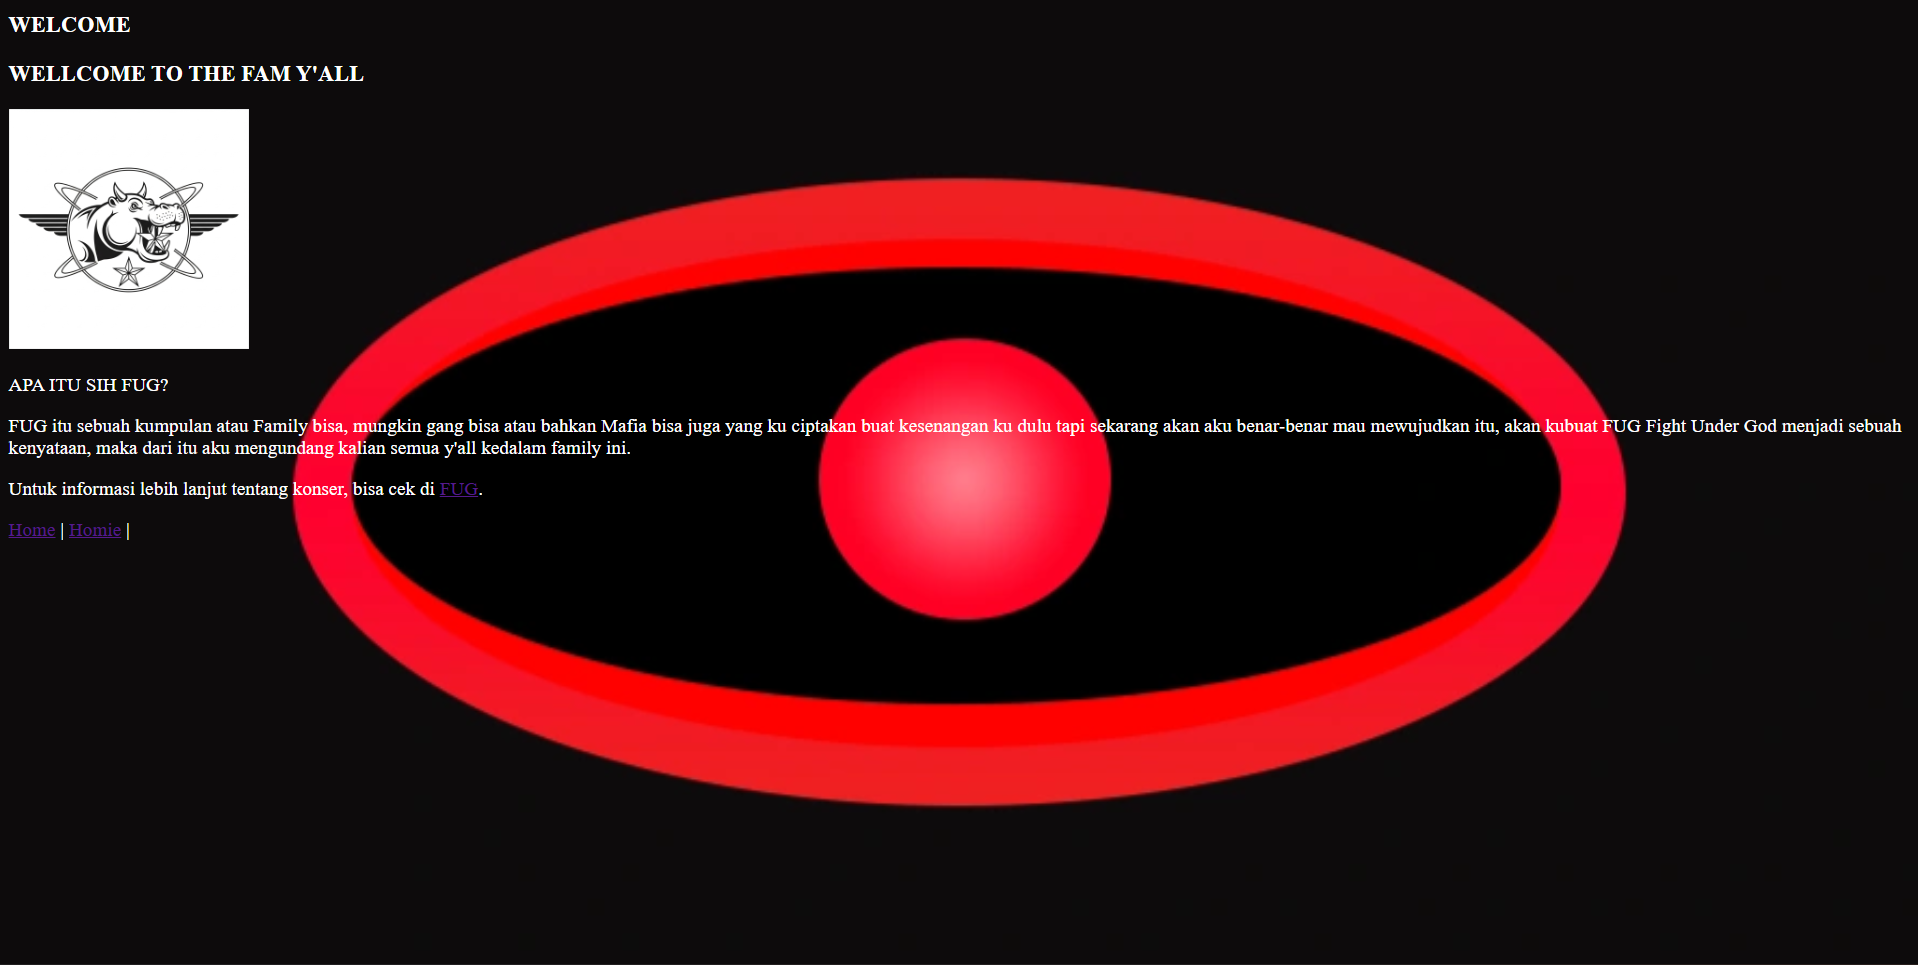 WELCOME
WELLCOME TO THE FAM Y'ALL
APA ITU SIH FUG?
FUG itu sebuah kumpulan atau Family bisa, mungkin gang bisa atau bahkan Mafia bisa juga yang ku ciptakan buat kesenangan ku dulu tapi sekarang akan aku benar-benar mau mewujudkan itu, akan kubuat FUG Fight Under God menjadi sebuah
kenyataan, maka dari itu aku mengundang kalian semua y'all kedalam family ini.
Untuk informasi lebih lanjut tentang konser, bisa cek di FUG.
Home | Homie |